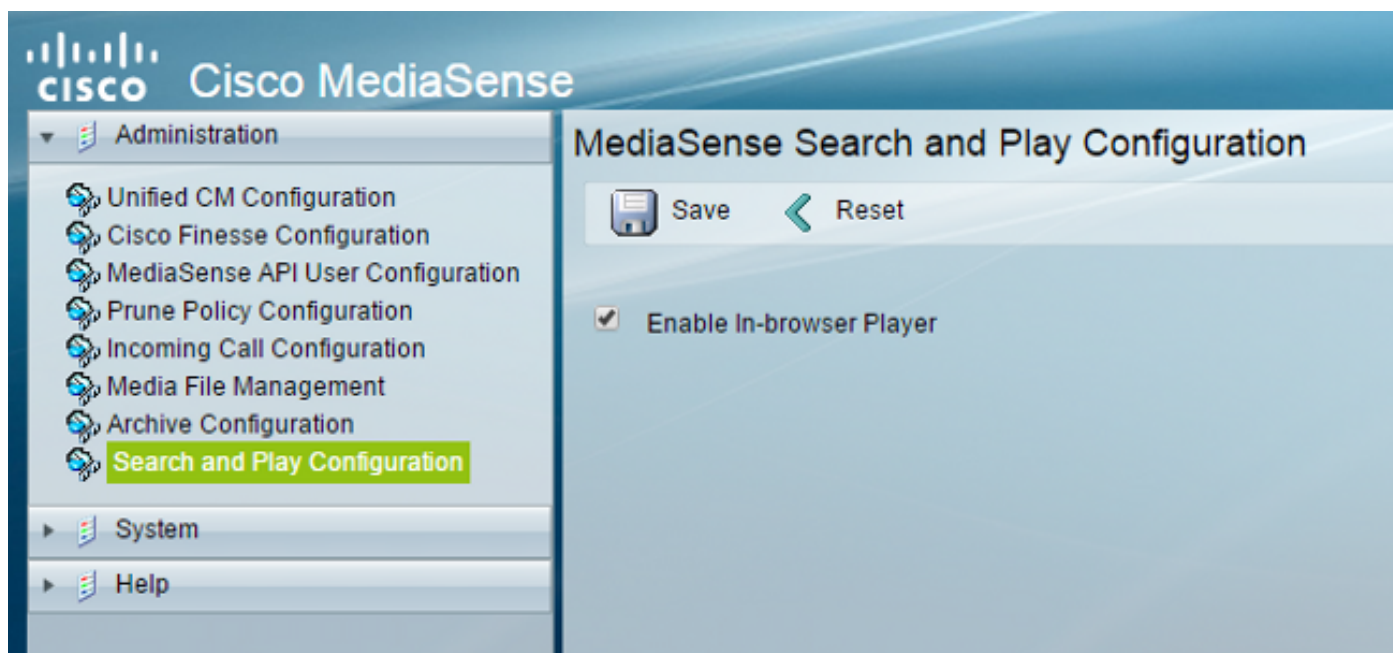 CISCO Cisco MediaSense
Administration
Unified CM Configuration
Cisco Finesse Configuration
MediaSense API User Configuration
Prune Policy Configuration
Incoming Call Configuration
Media File Management
Archive Configuration
Search and Play Configuration
System
Help
MediaSense Search and Play Configuration
Save Reset
Enable In-browser Player